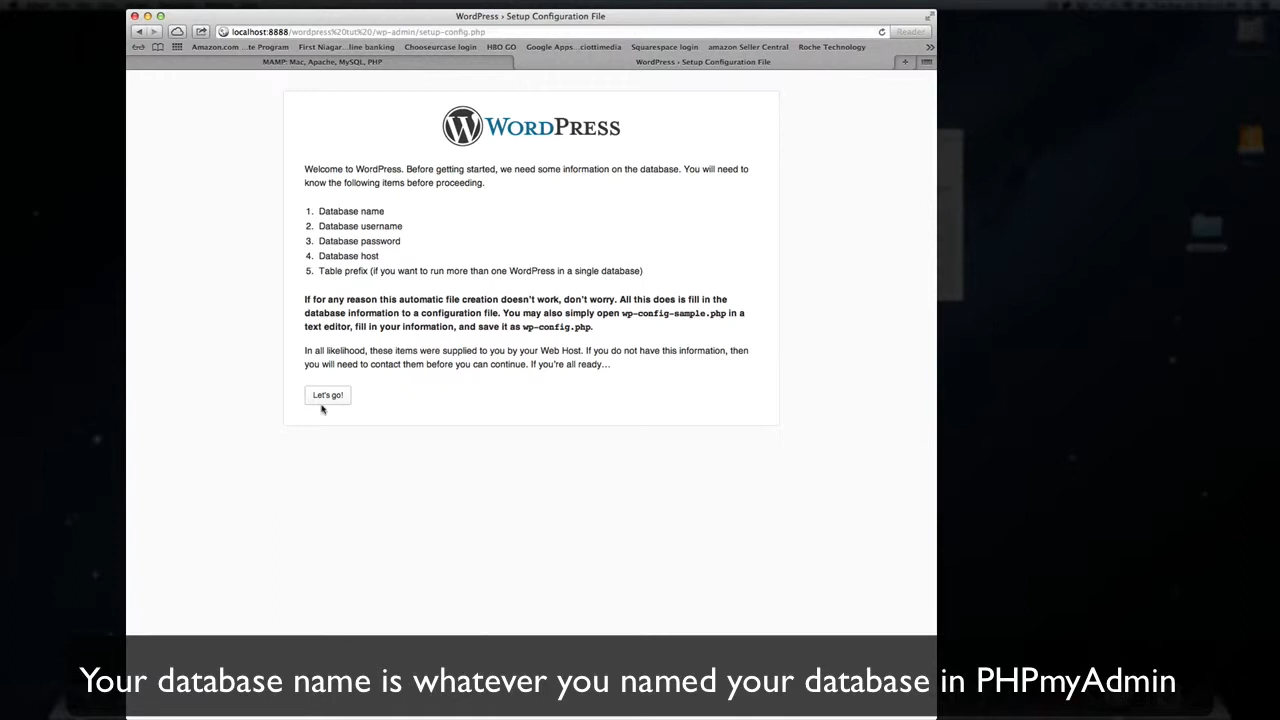 WordPress › Setup Configuration File
localhost:8888/wordpress%20tut%20/wp-admin/setup-config.php
Reader
Amazon.com ...te Program First Niagar...line banking Chooseurcase login HBO GO Google Apps...ciottimedia Squarespace login amazon Seller Central Roche Technology
MAMP: Mac, Apache, MySQL, PHP
WordPress › Setup Configuration File
WORDPRESS
Welcome to WordPress. Before getting started, we need some information on the database. You will need to
know the following items before proceeding.
1. Database name
2. Database username
3. Database password
4. Database host
5. Table prefix (if you want to run more than one WordPress in a single database)
If for any reason this automatic file creation doesn't work, don't worry. All this does is fill in the
database information to a configuration file. You may also simply open wp-config-sample.php in a
text editor, fill in your information, and save it as wp-config.php.
In all likelihood, these items were supplied to you by your Web Host. If you do not have this information, then
you will need to contact them before you can continue. If you're all ready…
Let's go!
Your database name is whatever you named your database in PHPmyAdmin